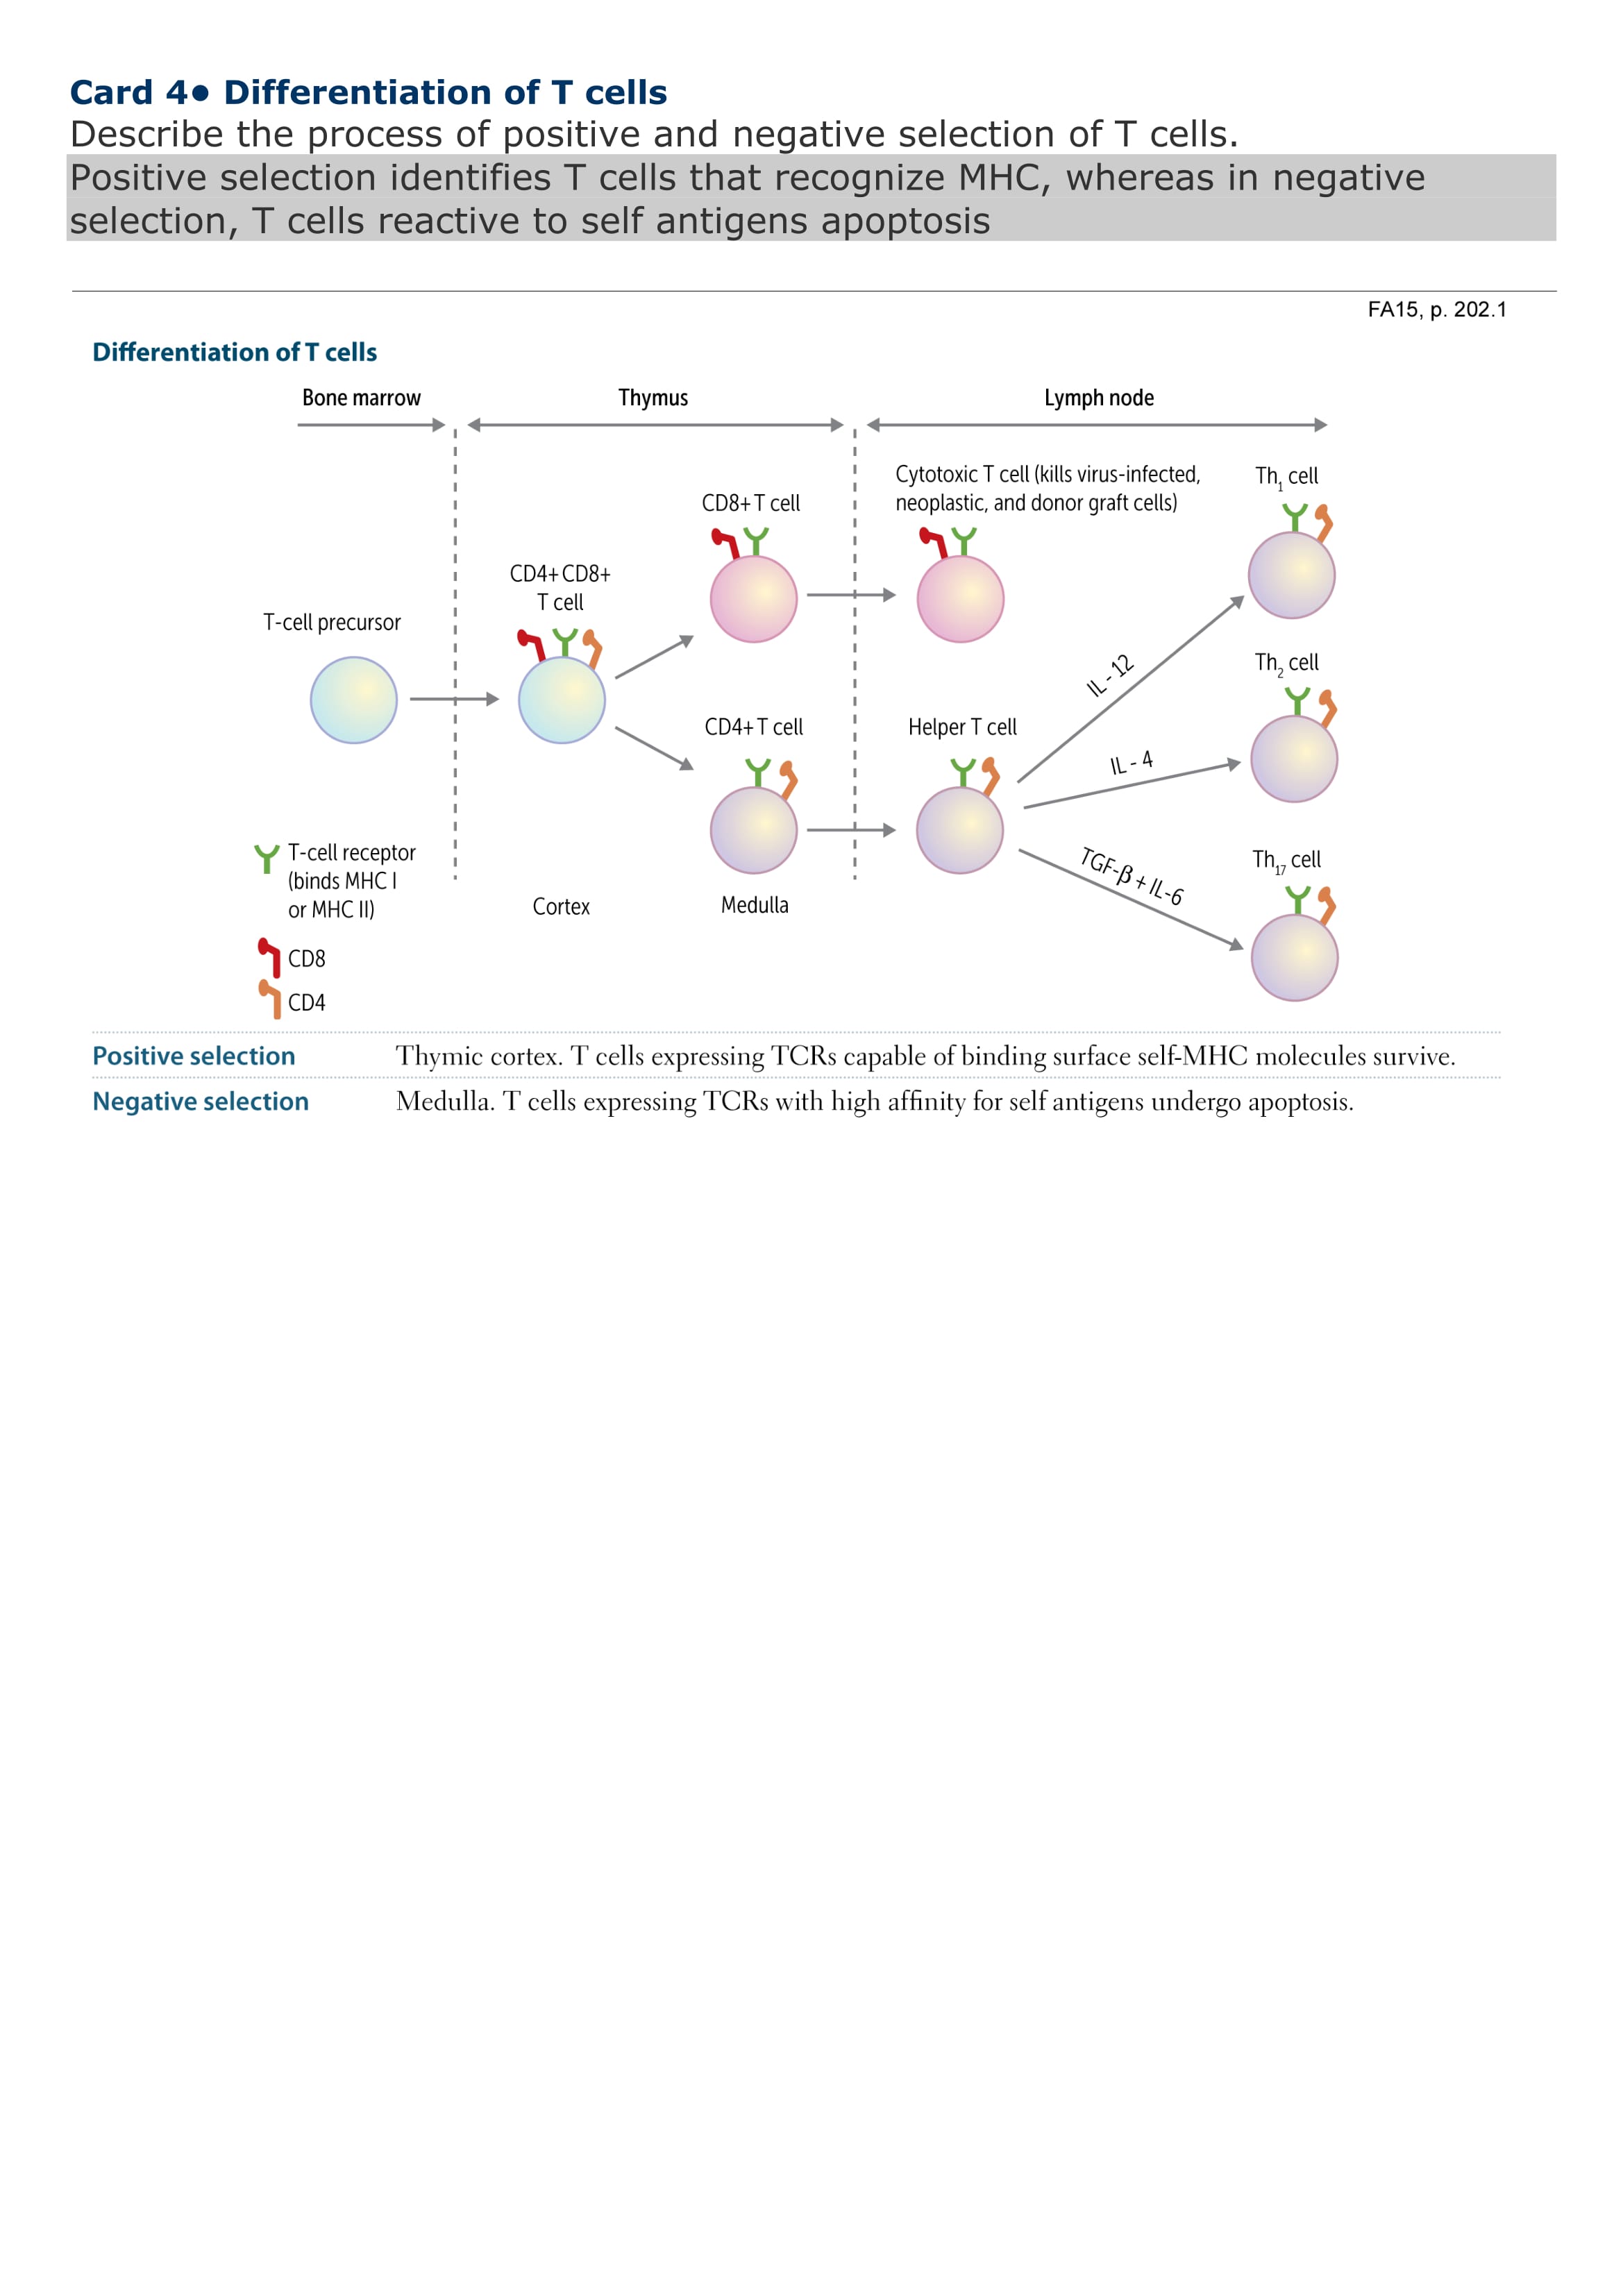 Card 4● Differentiation of T cells
Describe the process of positive and negative selection of T cells.
Positive selection identifies T cells that recognize MHC, whereas in negative
selection, T cells reactive to self antigens apoptosis
FA15, p. 202.1
Differentiation of T cells
Bone marrow
Thymus
Lymph node
T-cell precursor
CD4+ CD8+
T cell
CD8+ T cell
CD4+ T cell
Cytotoxic T cell (kills virus-infected,
neoplastic, and donor graft cells)
Helper T cell
IL - 12
IL - 4
TGF-β + IL-6
Th1 cell
Th2 cell
Th17 cell
T-cell receptor
(binds MHC I
or MHC II)
CD8
CD4
Cortex
Medulla
Positive selection Thymic cortex. T cells expressing TCRs capable of binding surface self-MHC molecules survive.
Negative selection Medulla. T cells expressing TCRs with high affinity for self antigens undergo apoptosis.